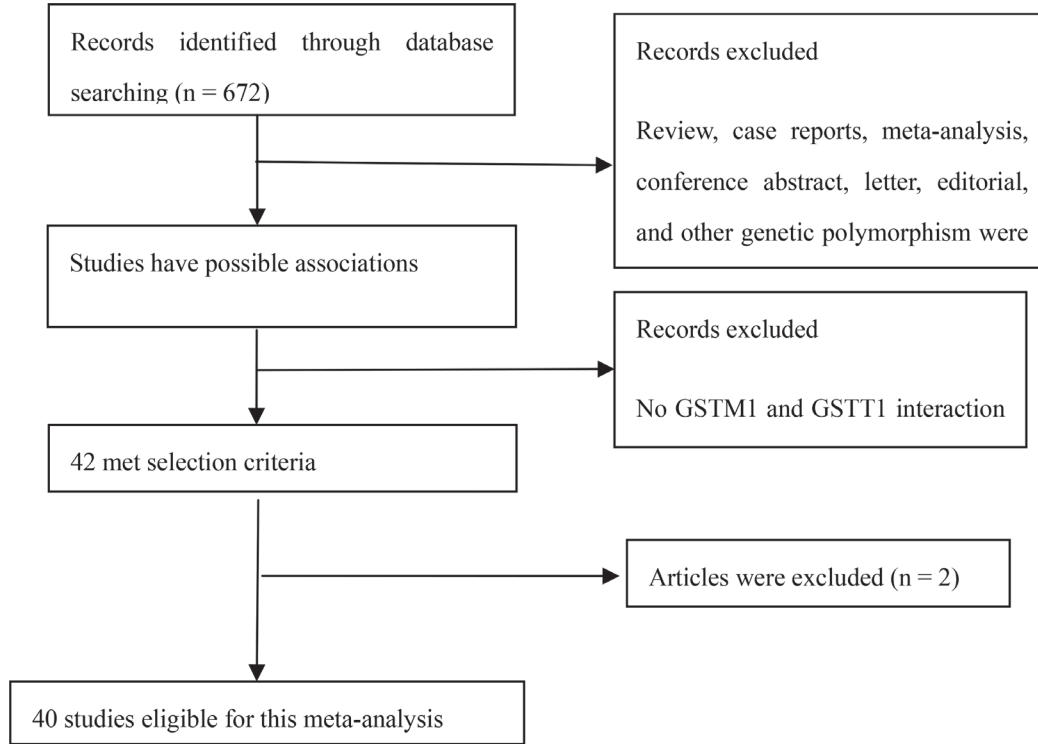 Records identified through database
searching (n = 672)
Records excluded
Review, case reports, meta-analysis,
conference abstract, letter, editorial,
and other genetic polymorphism were
Studies have possible associations
Records excluded
No GSTM1 and GSTT1 interaction
42 met selection criteria
Articles were excluded (n = 2)
40 studies eligible for this meta-analysis